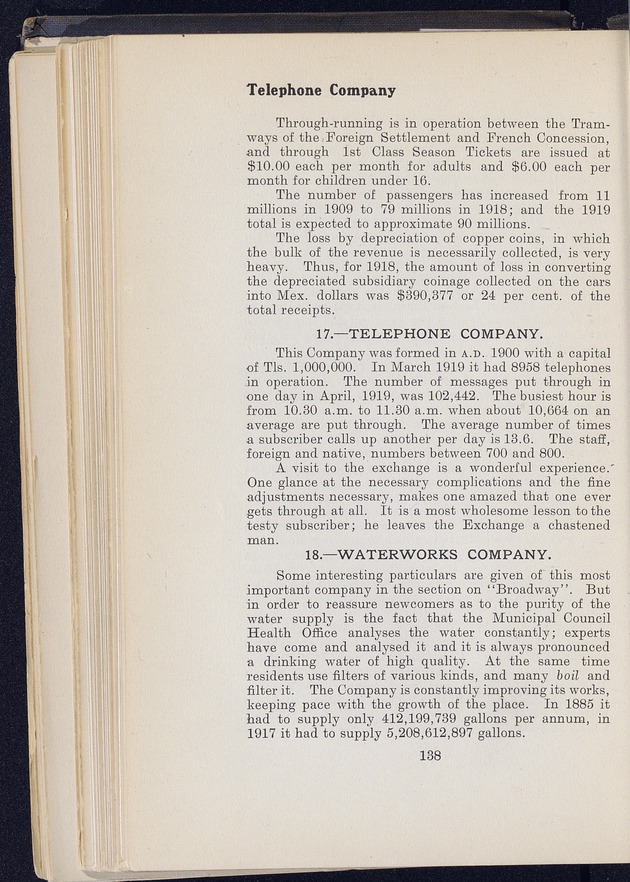 Telephone Company
Through-running is in operation between the Tram-
ways of the Foreign Settlement and French Concession,
and through 1st Class Season Tickets are issued at
$10.00 each per month for adults and $6.00 each per
month for children under 16.
The number of passengers has increased from 11
millions in 1909 to 79 millions in 1918; and the 1919
total is expected to approximate 90 millions.
The loss by depreciation of copper coins, in which
the bulk of the revenue is necessarily collected, is very
heavy. Thus, for 1918, the amount of loss in converting
the depreciated subsidiary coinage collected on the cars
into Mex. dollars was $390,377 or 24 per cent. of the
total receipts.
17.—TELEPHONE COMPANY.
This Company was formed in A.D. 1900 with a capital
of Tls. 1,000,000. In March 1919 it had 8958 telephones
in operation. The number of messages put through in
one day in April, 1919, was 102,442. The busiest hour is
from 10.30 a.m. to 11.30 a.m. when about 10,664 on an
average are put through. The average number of times
a subscriber calls up another per day is 13.6. The staff,
foreign and native, numbers between 700 and 800.
A visit to the exchange is a wonderful experience.
One glance at the necessary complications and the fine
adjustments necessary, makes one amazed that one ever
gets through at all. It is a most wholesome lesson to the
testy subscriber; he leaves the Exchange a chastened
man.
18.—WATERWORKS COMPANY.
Some interesting particulars are given of this most
important company in the section on "Broadway". But
in order to reassure newcomers as to the purity of the
water supply is the fact that the Municipal Council
Health Office analyses the water constantly; experts
have come and analysed it and it is always pronounced
a drinking water of high quality. At the same time
residents use filters of various kinds, and many boil and
filter it. The Company is constantly improving its works,
keeping pace with the growth of the place. In 1885 it
had to supply only 412,199,739 gallons per annum, in
1917 it had to supply 5,208,612,897 gallons.
138